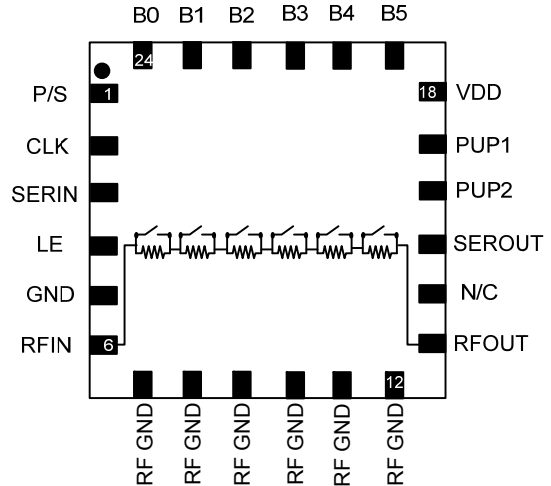 B0 B1 B2 B3 B4 B5
24
P/S 1 18 VDD
CLK PUP1
SERIN PUP2
LE SEROUT
GND N/C
RFIN 6 RFOUT
12
RF GND RF GND RF GND RF GND RF GND RF GND